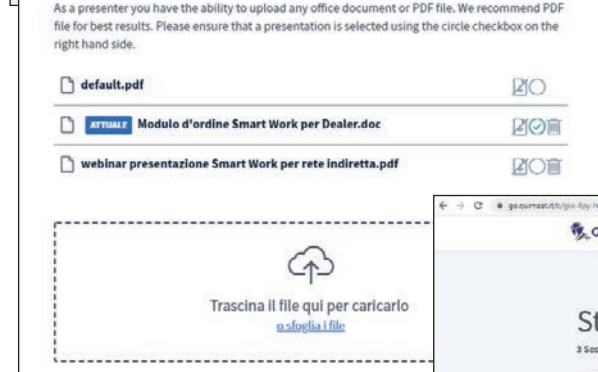 As a presenter you have the ability to upload any office document or PDF file. We recommend PDF
file for best results. Please ensure that a presentation is selected using the circle checkbox on the
right hand side.
default.pdf
ATTUALE Modulo d'ordine Smart Work per Dealer.doc
webinar presentazione Smart Work per rete indiretta.pdf
Trascina il file qui per caricarlo
o sfoglia i file